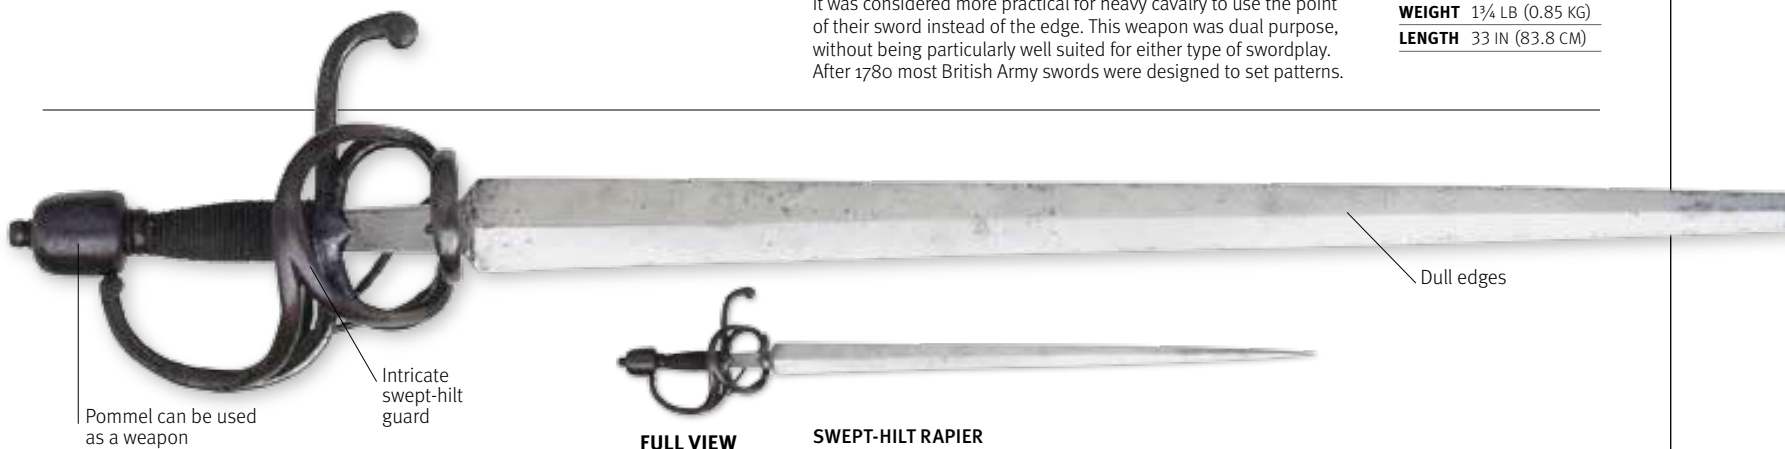 It was considered more practical for heavy cavalry to use the point
of their sword instead of the edge. This weapon was dual purpose,
without being particularly well suited for either type of swordplay.
After 1780 most British Army swords were designed to set patterns.
WEIGHT 1¾ LB (0.85 KG)
LENGTH 33 IN (83.8 CM)
Dull edges
Intricate
swept-hilt
guard
Pommel can be used
as a weapon
FULL VIEW
SWEPT-HILT RAPIER